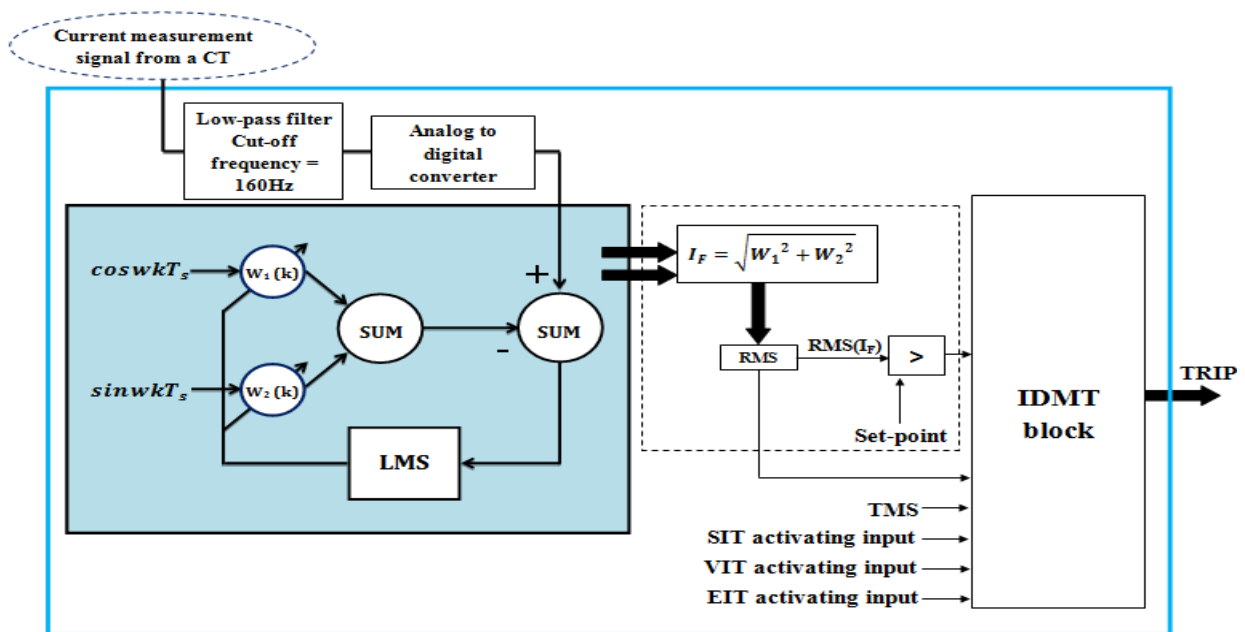 Current measurement
signal from a CT
Low-pass filter
Cut-off
frequency =
160Hz
Analog to
digital
converter
coswkTₛ
W₁(k)
SUM
+
-
SUM
sinwkTₛ
W₂(k)
LMS
I_F = √(W₁² + W₂²)
RMS
RMS(I_F)
>
Set-point
IDMT
block
TRIP
TMS
SIT activating input
VIT activating input
EIT activating input